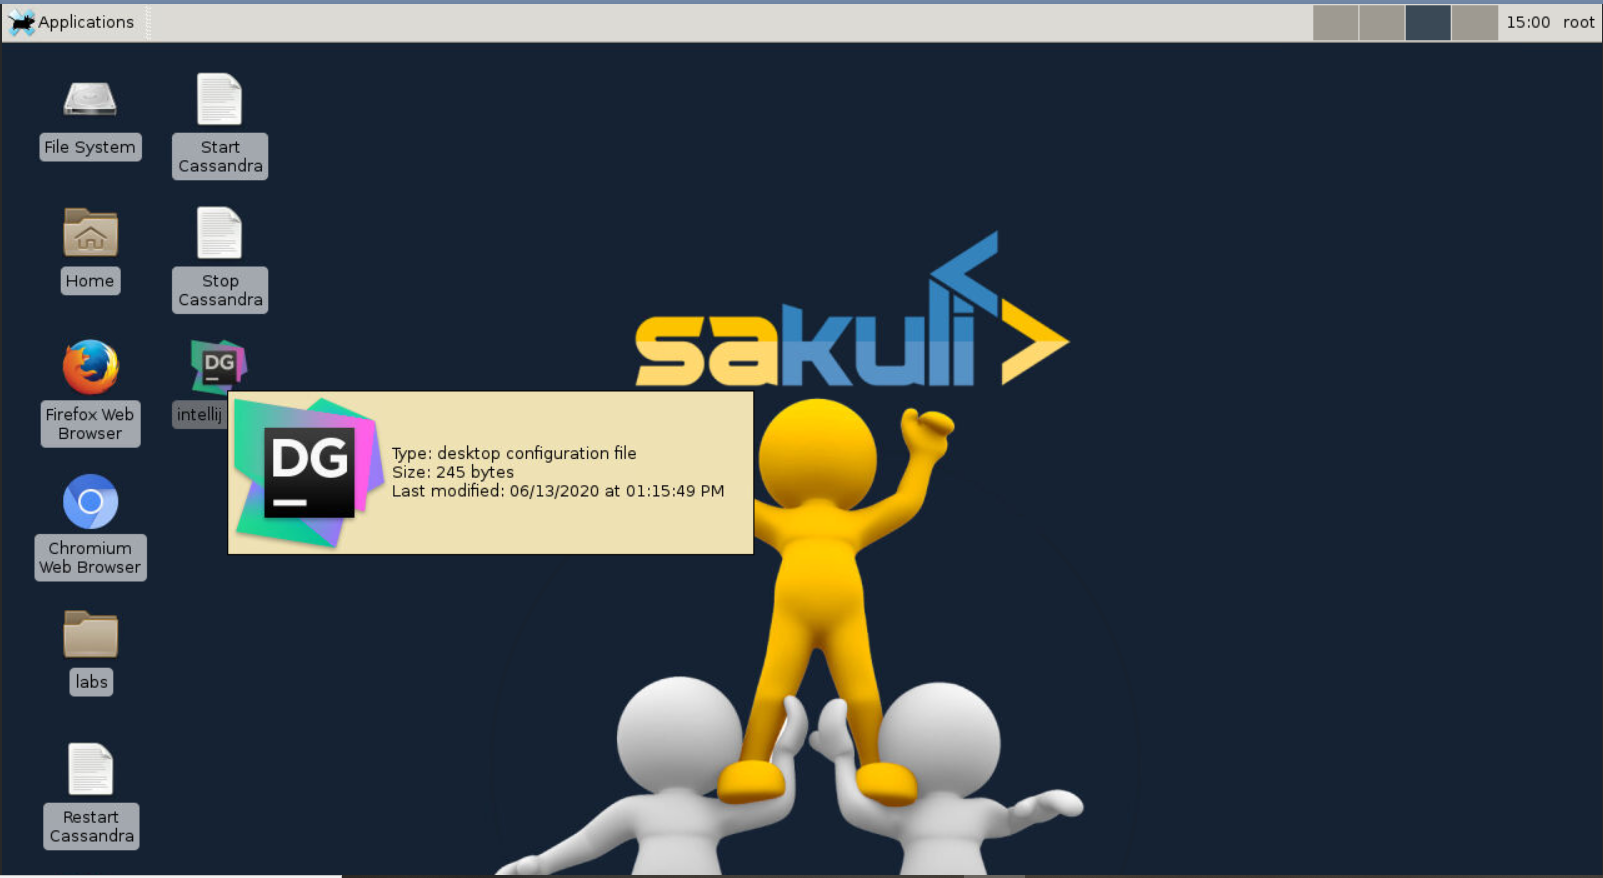 Applications
15:00 root
File System
Start
Cassandra
Home
Stop
Cassandra
DG
Firefox Web
Browser
intellij
DG
Type: desktop configuration file
Size: 245 bytes
Last modified: 06/13/2020 at 01:15:49 PM
sakuli
Chromium
Web Browser
labs
Restart
Cassandra